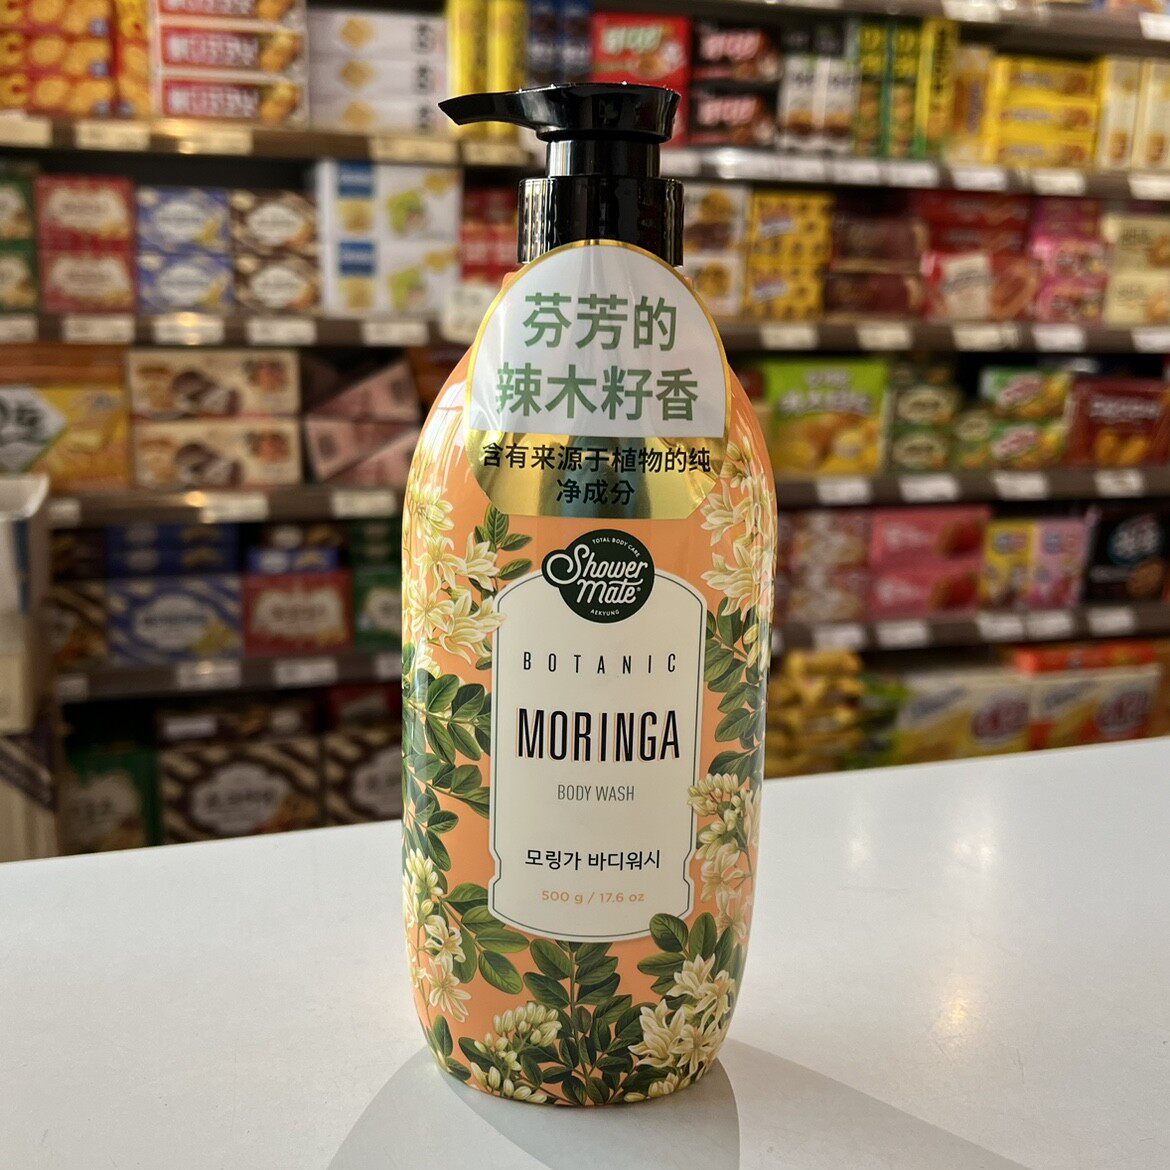 芬芳的
辣木籽香
含有来源于植物的纯
净成分
TOTAL BODY CARE
Shower
Mate®
AEKYUNG
BOTANIC
MORINGA
BODY WASH
모링가 바디워시
500 g / 17.6 oz